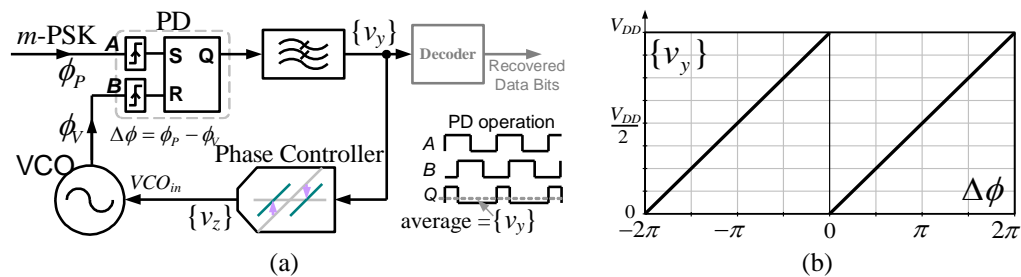 m-PSK
ϕ_P
A
B
PD
S
Q
R
Δϕ = ϕ_P − ϕ_V
{v_y}
Decoder
Recovered
Data Bits
ϕ_V
VCO
VCO_in
{v_z}
Phase Controller
PD operation
A
B
Q
average ={v_y}
(a)
V_DD
V_DD/2
0
{v_y}
Δϕ
−2π
−π
0
π
2π
(b)